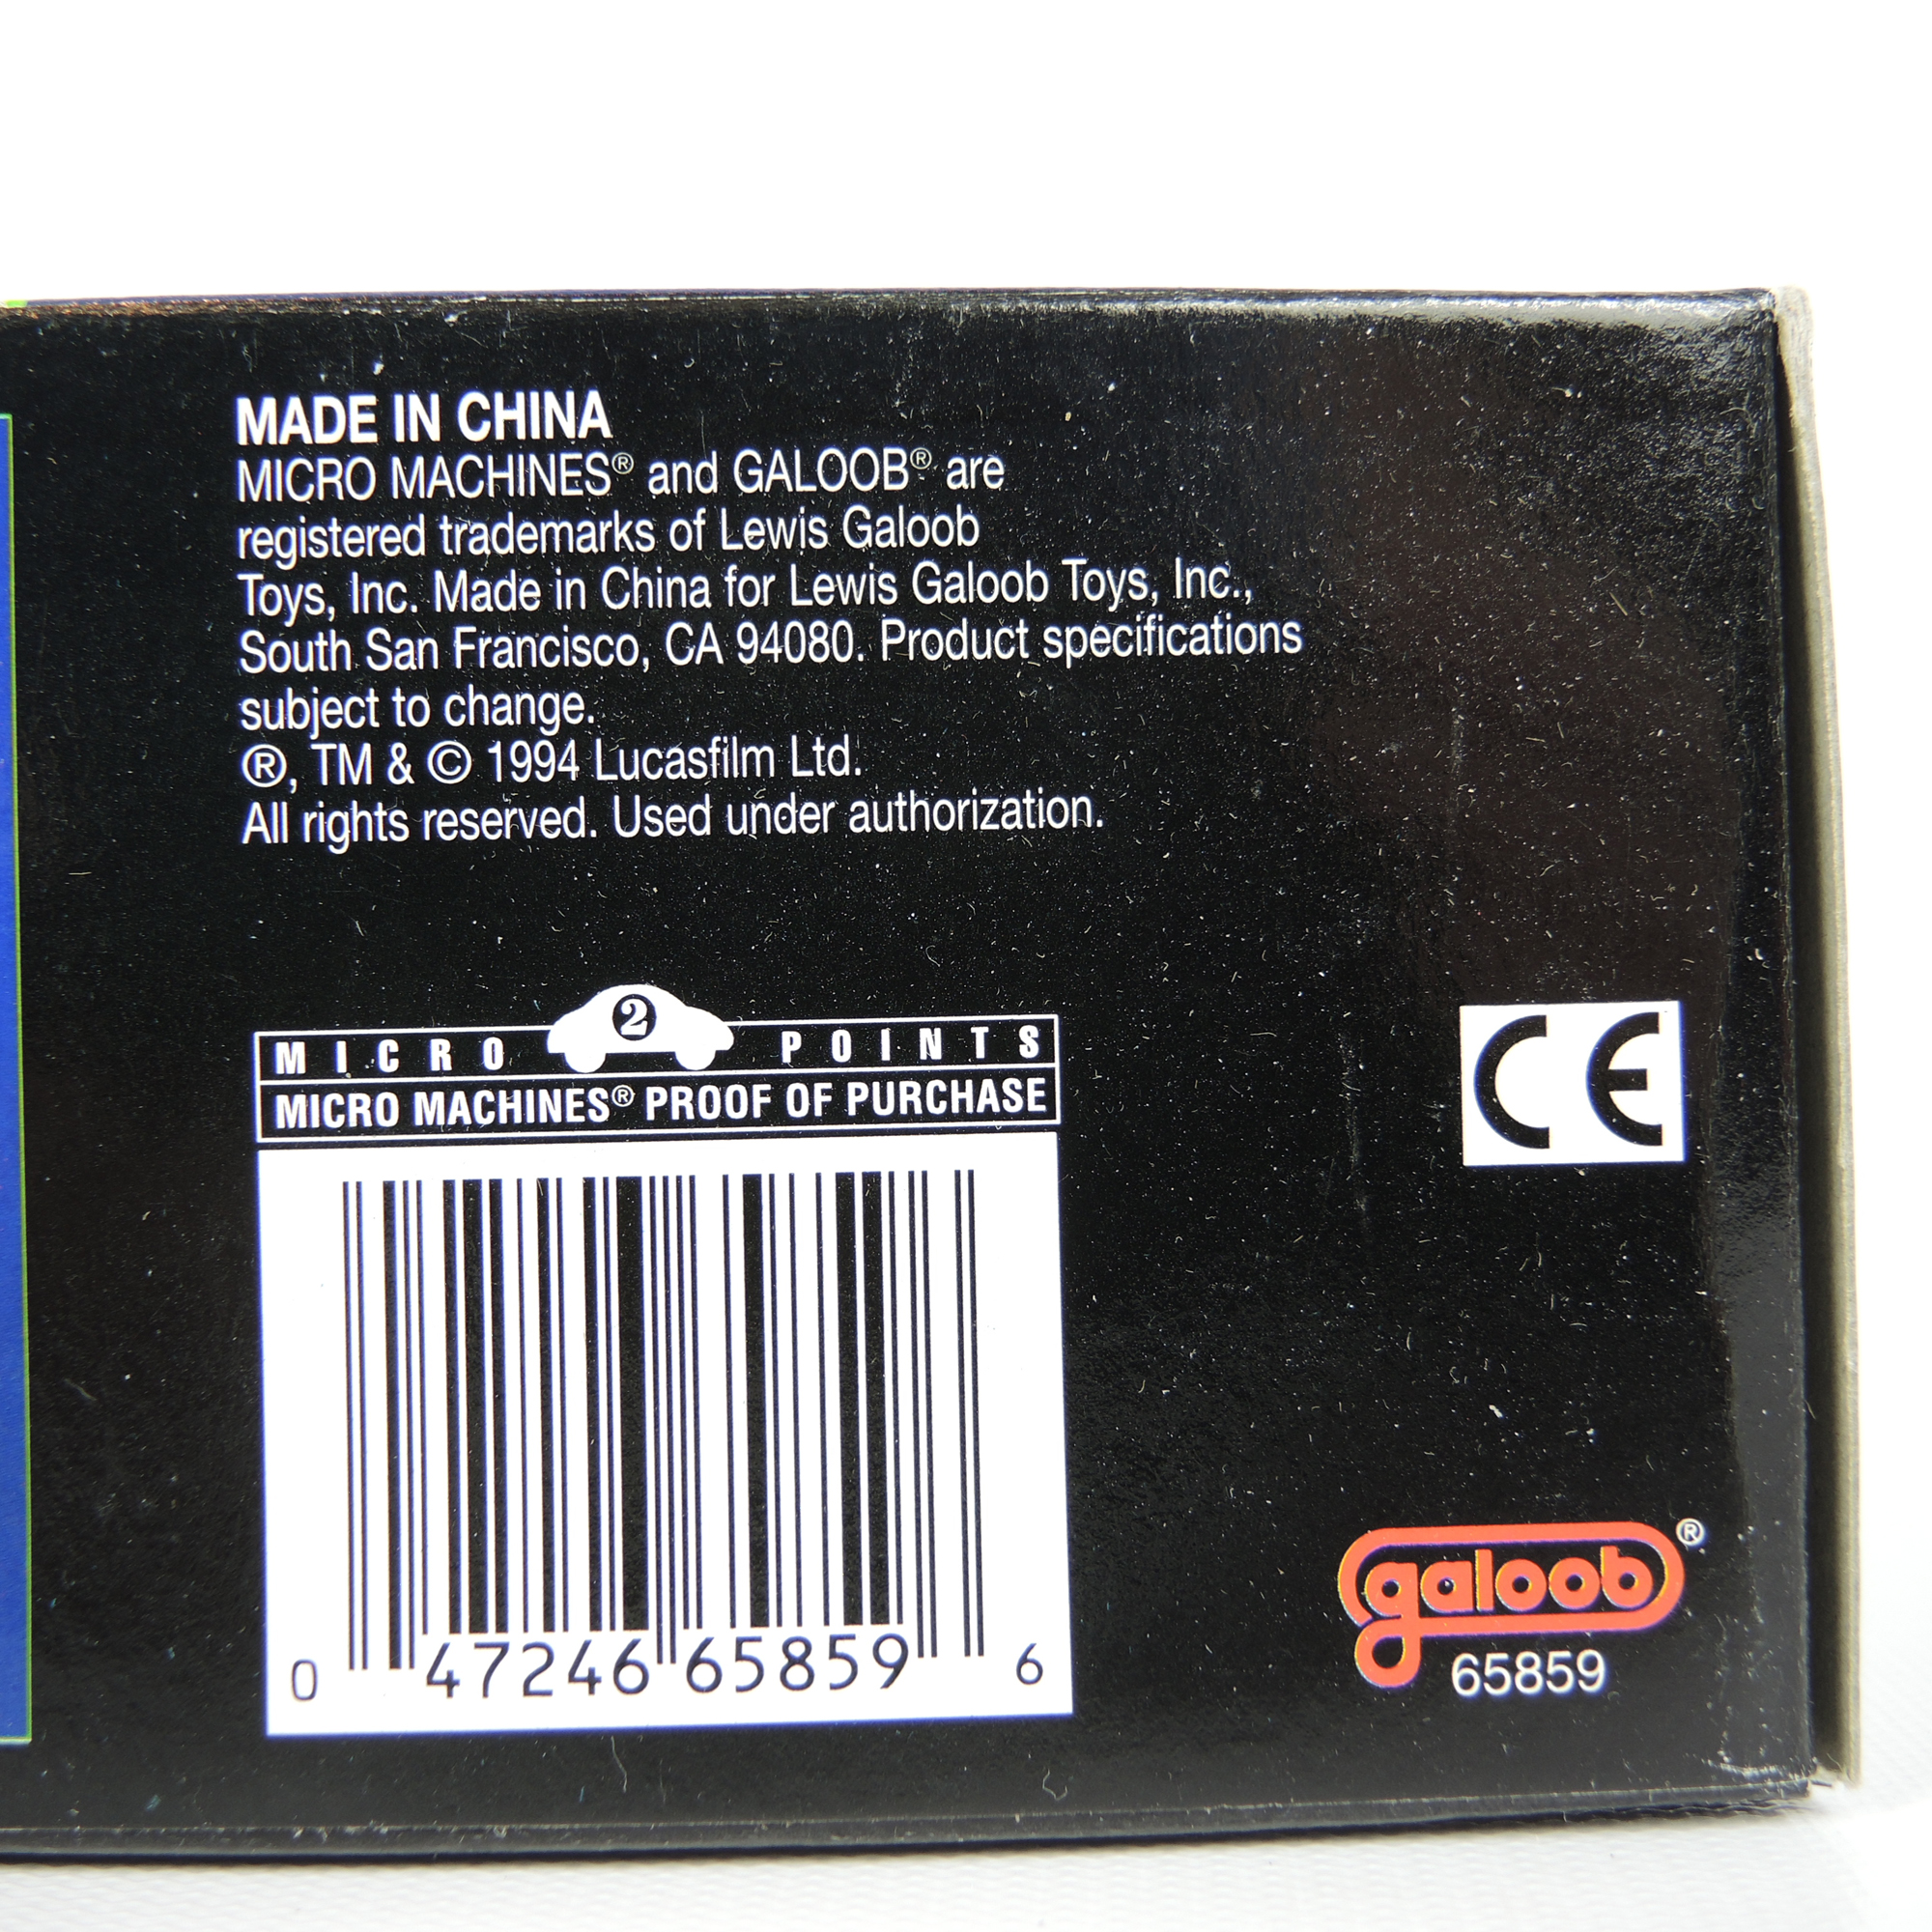 MADE IN CHINA
MICRO MACHINES® and GALOOB® are
registered trademarks of Lewis Galoob
Toys, Inc. Made in China for Lewis Galoob Toys, Inc.,
South San Francisco, CA 94080. Product specifications
subject to change.
®, TM & © 1994 Lucasfilm Ltd.
All rights reserved. Used under authorization.
MICRO 2 POINTS
MICRO MACHINES® PROOF OF PURCHASE
CE
0 47246 65859 6
galoob®
65859